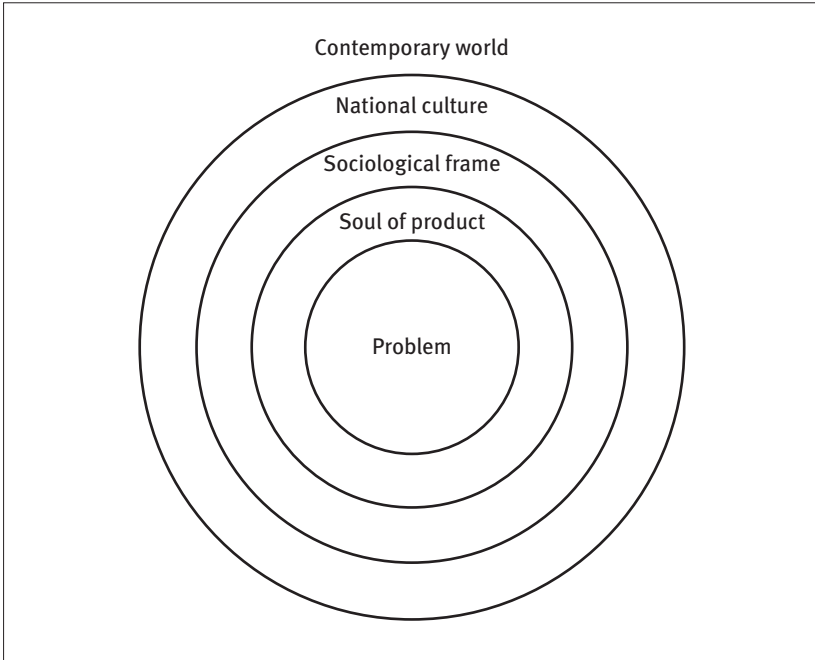 Contemporary world
National culture
Sociological frame
Soul of product
Problem